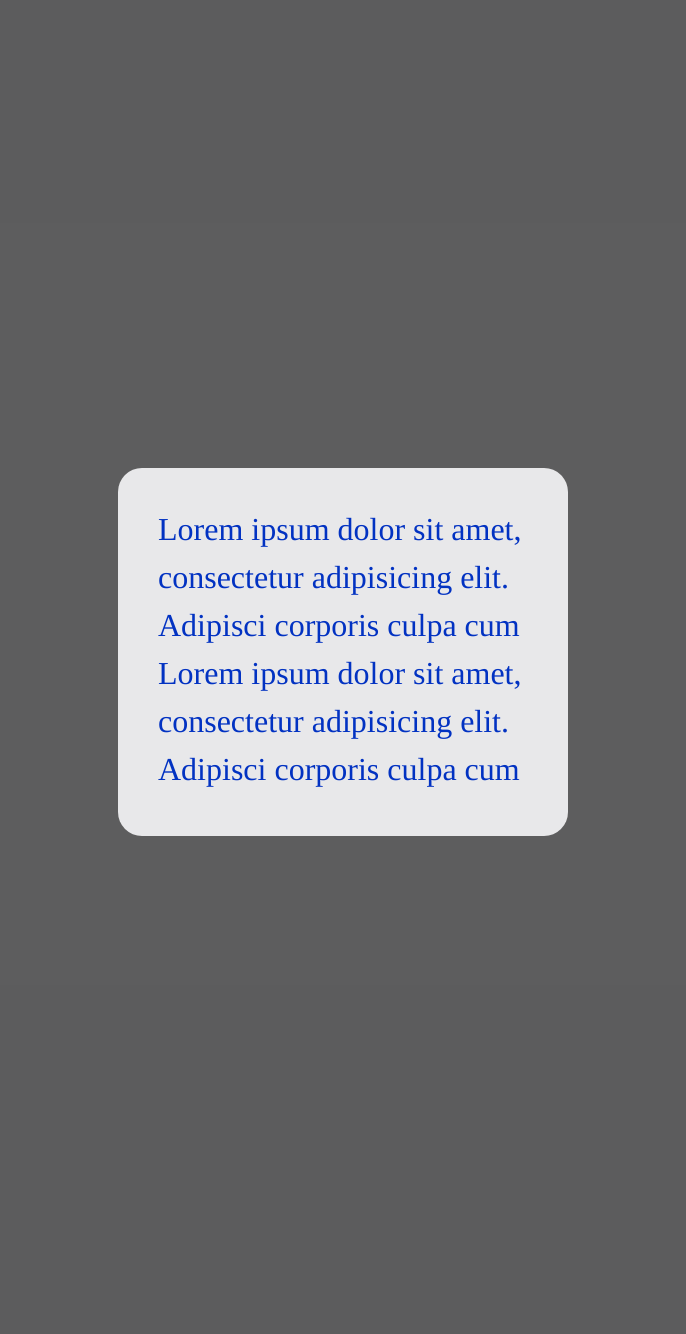 Lorem ipsum dolor sit amet,
consectetur adipisicing elit.
Adipisci corporis culpa cum
Lorem ipsum dolor sit amet,
consectetur adipisicing elit.
Adipisci corporis culpa cum